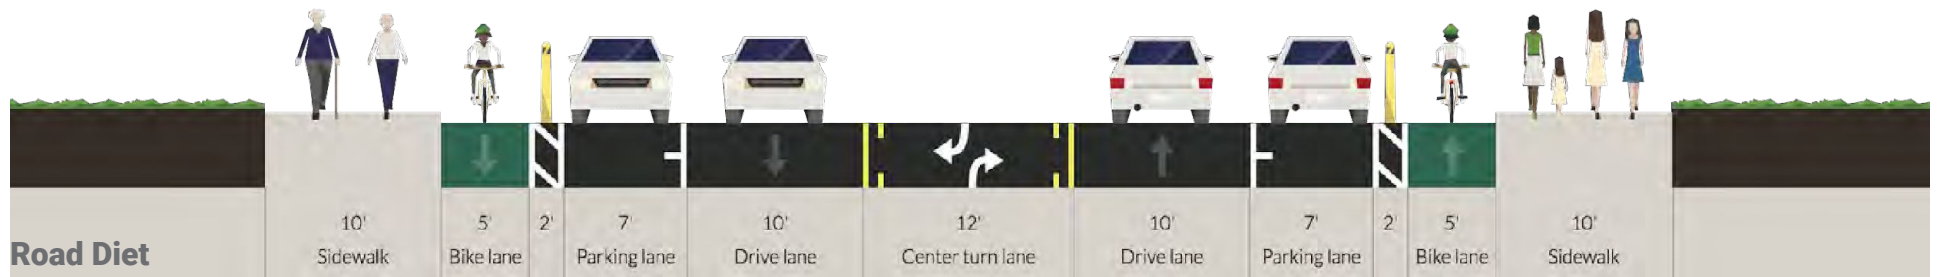 10' 5' 2' 7' 10' 12' 10' 7' 2' 5' 10'
Road Diet Sidewalk Bike lane Parking lane Drive lane Center turn lane Drive lane Parking lane Bike lane Sidewalk